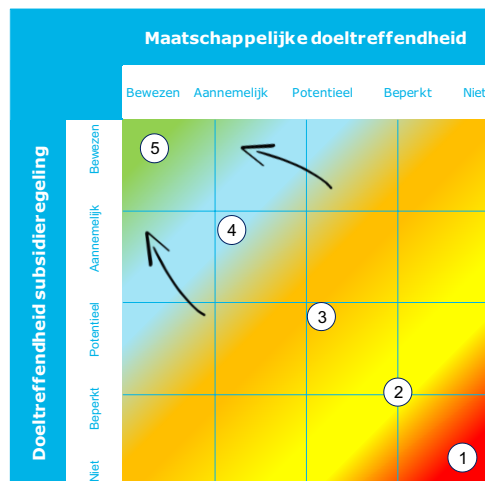 Maatschappelijke doeltreffendheid
Bewezen Aannemelijk Potentieel Beperkt Niet
Doeltreffendheid subsidieregeling
Bewezen
Aannemelijk
Potentieel
Beperkt
Niet
5
4
3
2
1